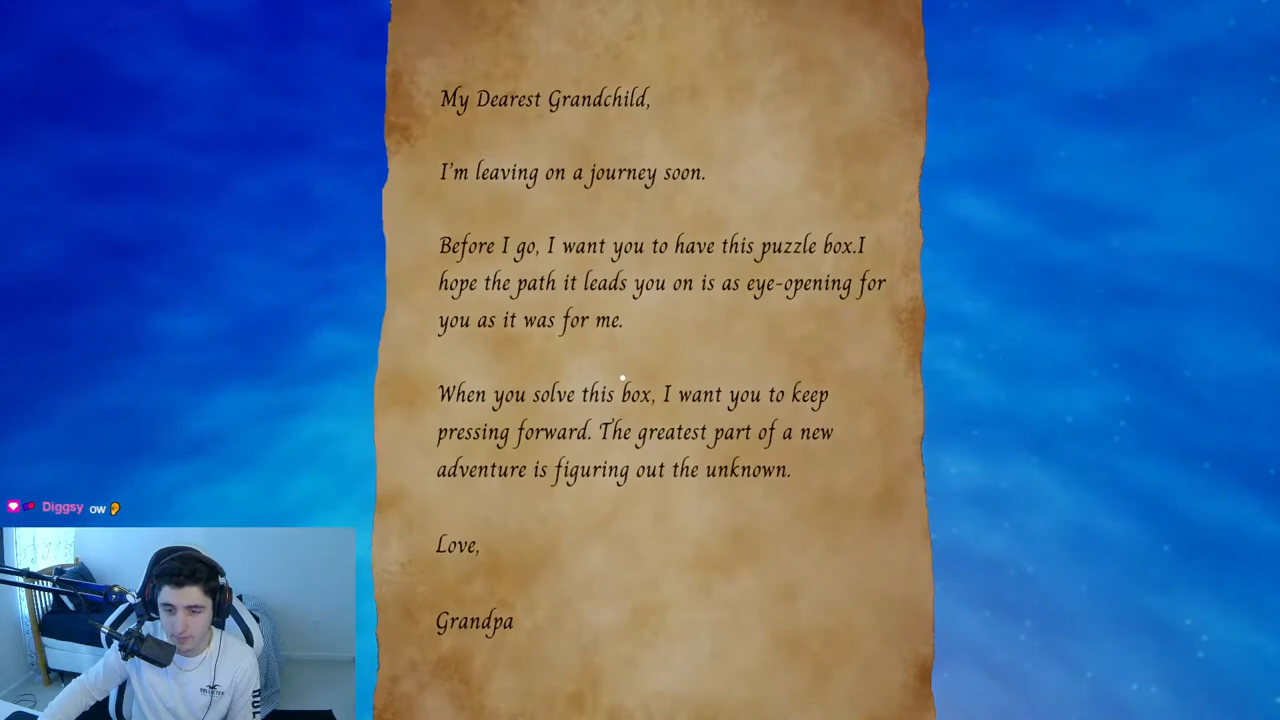 My Dearest Grandchild,
I'm leaving on a journey soon.
Before I go, I want you to have this puzzle box.I
hope the path it leads you on is as eye-opening for
you as it was for me.
When you solve this box, I want you to keep
pressing forward. The greatest part of a new
adventure is figuring out the unknown.
Love,
Grandpa
Diggsy ow 👂
HOLLISTER